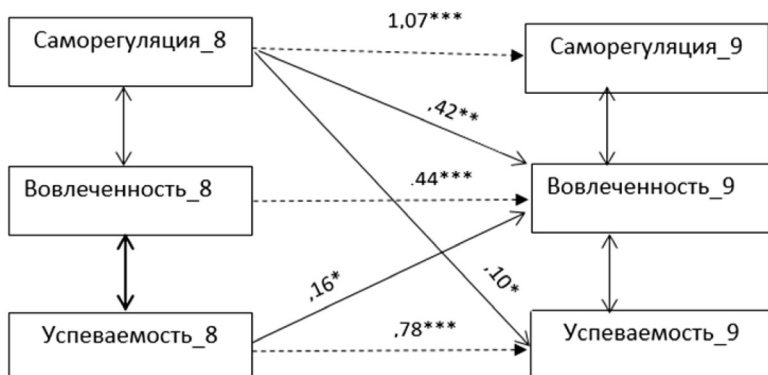 Саморегуляция_8
1,07***
Саморегуляция_9
,42**
Вовлеченность_8
.44***
Вовлеченность_9
,16*
,10*
Успеваемость_8
,78***
Успеваемость_9